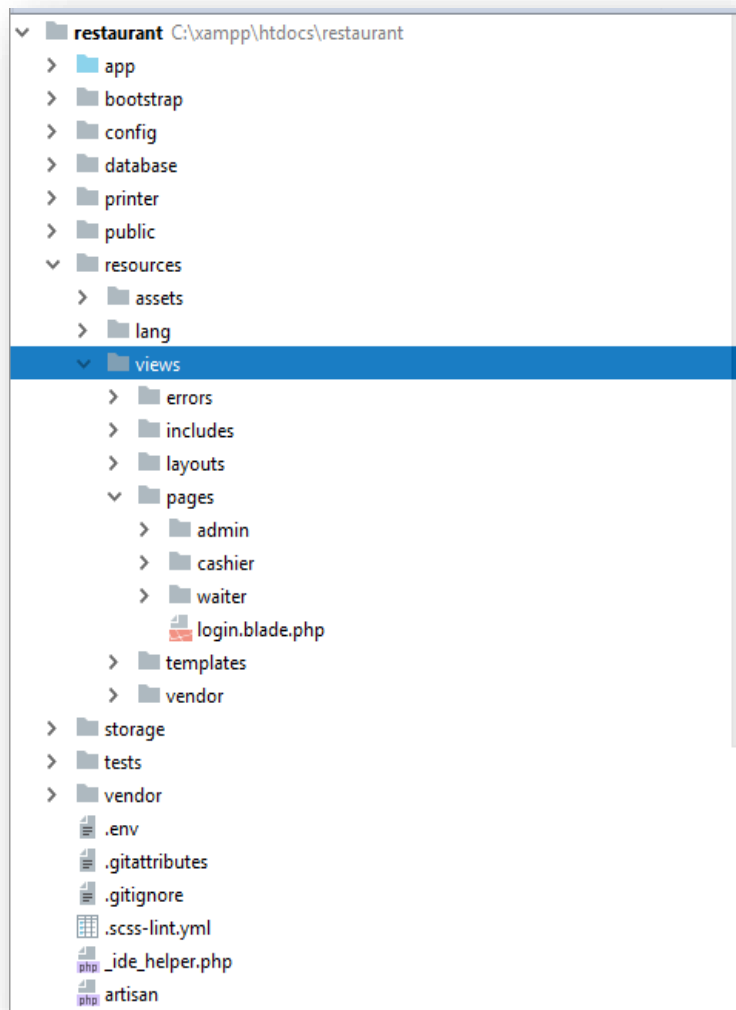 restaurant C:\xampp\htdocs\restaurant
app
bootstrap
config
database
printer
public
resources
assets
lang
views
errors
includes
layouts
pages
admin
cashier
waiter
login.blade.php
templates
vendor
storage
tests
vendor
.env
.gitattributes
.gitignore
.scss-lint.yml
php _ide_helper.php
php artisan